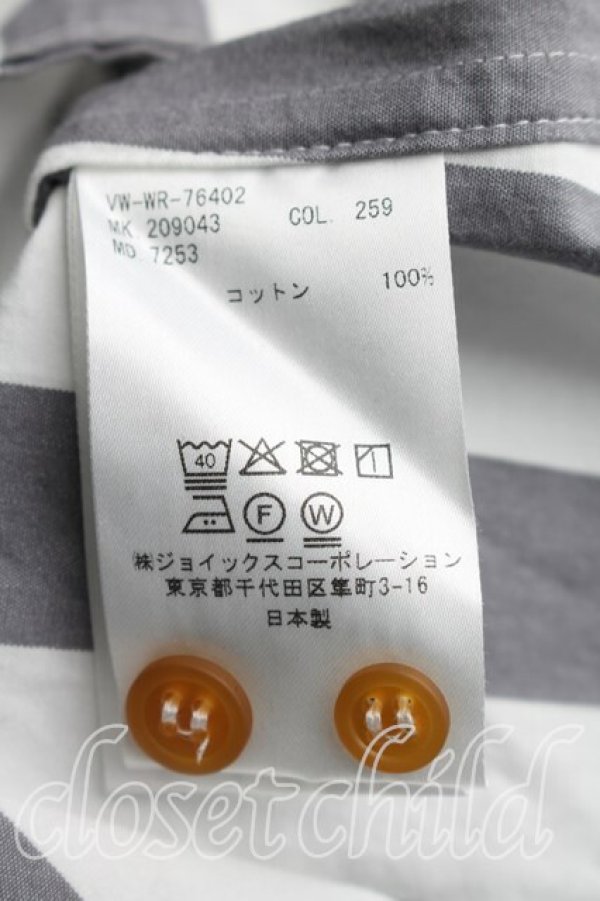 VW-WR-76402
MK. 209043 COL. 259
MD. 7253
コットン 100%
40
F W
㈱ジョイックスコーポレーション
東京都千代田区隼町3-16
日本製
closet child